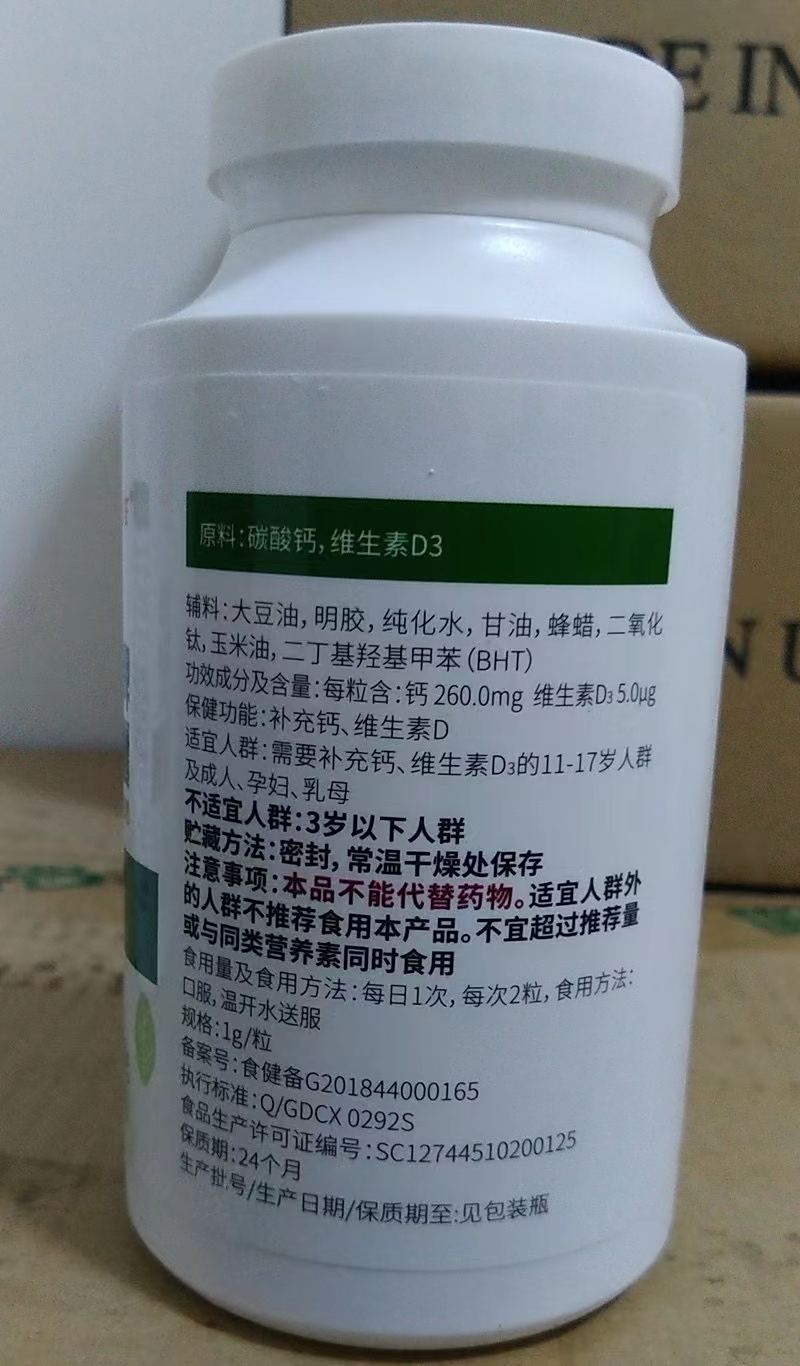 DE IN
N U
原料:碳酸钙,维生素D3
辅料:大豆油,明胶,纯化水,甘油,蜂蜡,二氧化
钛,玉米油,二丁基羟基甲苯(BHT)
功效成分及含量:每粒含:钙 260.0mg 维生素D₃ 5.0μg
保健功能:补充钙、维生素D
适宜人群:需要补充钙、维生素D₃的11-17岁人群
及成人、孕妇、乳母
不适宜人群:3岁以下人群
贮藏方法:密封,常温干燥处保存
注意事项:本品不能代替药物。适宜人群外
的人群不推荐食用本产品。不宜超过推荐量
或与同类营养素同时食用
食用量及食用方法:每日1次,每次2粒,食用方法:
口服,温开水送服
规格:1g/粒
备案号:食健备G201844000165
执行标准:Q/GDCX 0292S
食品生产许可证编号:SC12744510200125
保质期:24个月
生产批号/生产日期/保质期至:见包装瓶